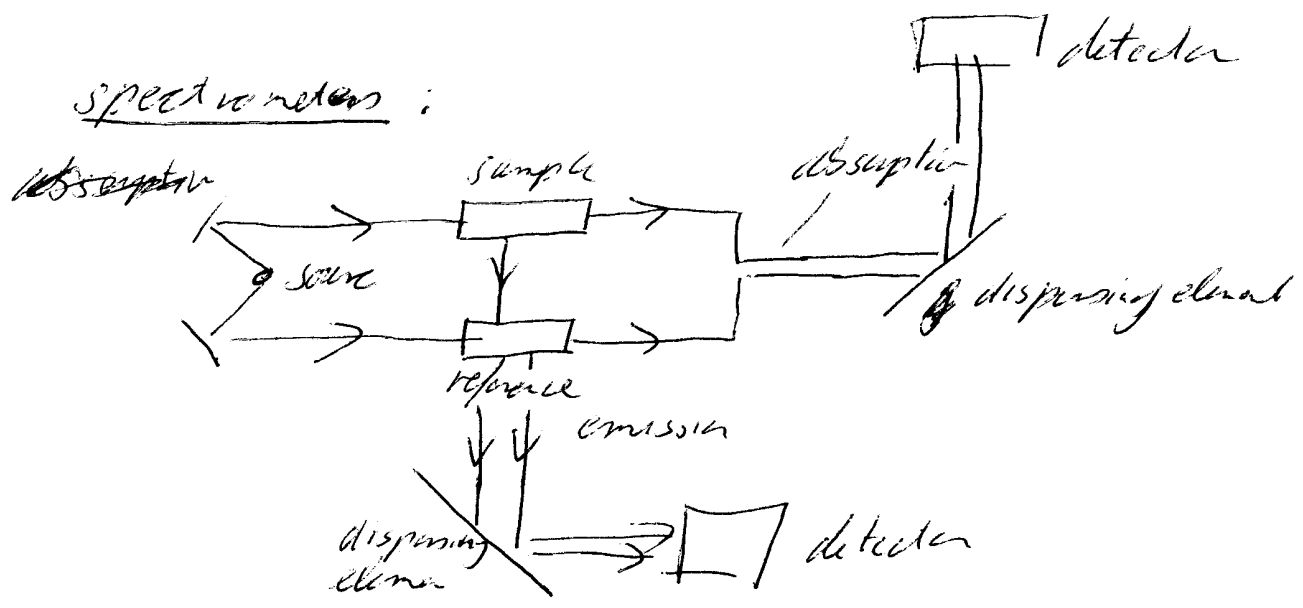 detector
spectrometers :
absorption
sample
absorption
source
dispersing element
reference
emission
dispersing
element
detector